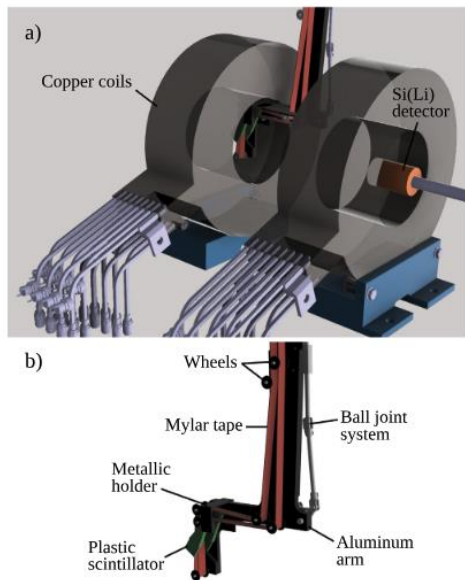 a)
Copper coils
Si(Li)
detector
b)
Wheels
Mylar tape
Ball joint
system
Metallic
holder
Plastic
scintillator
Aluminum
arm